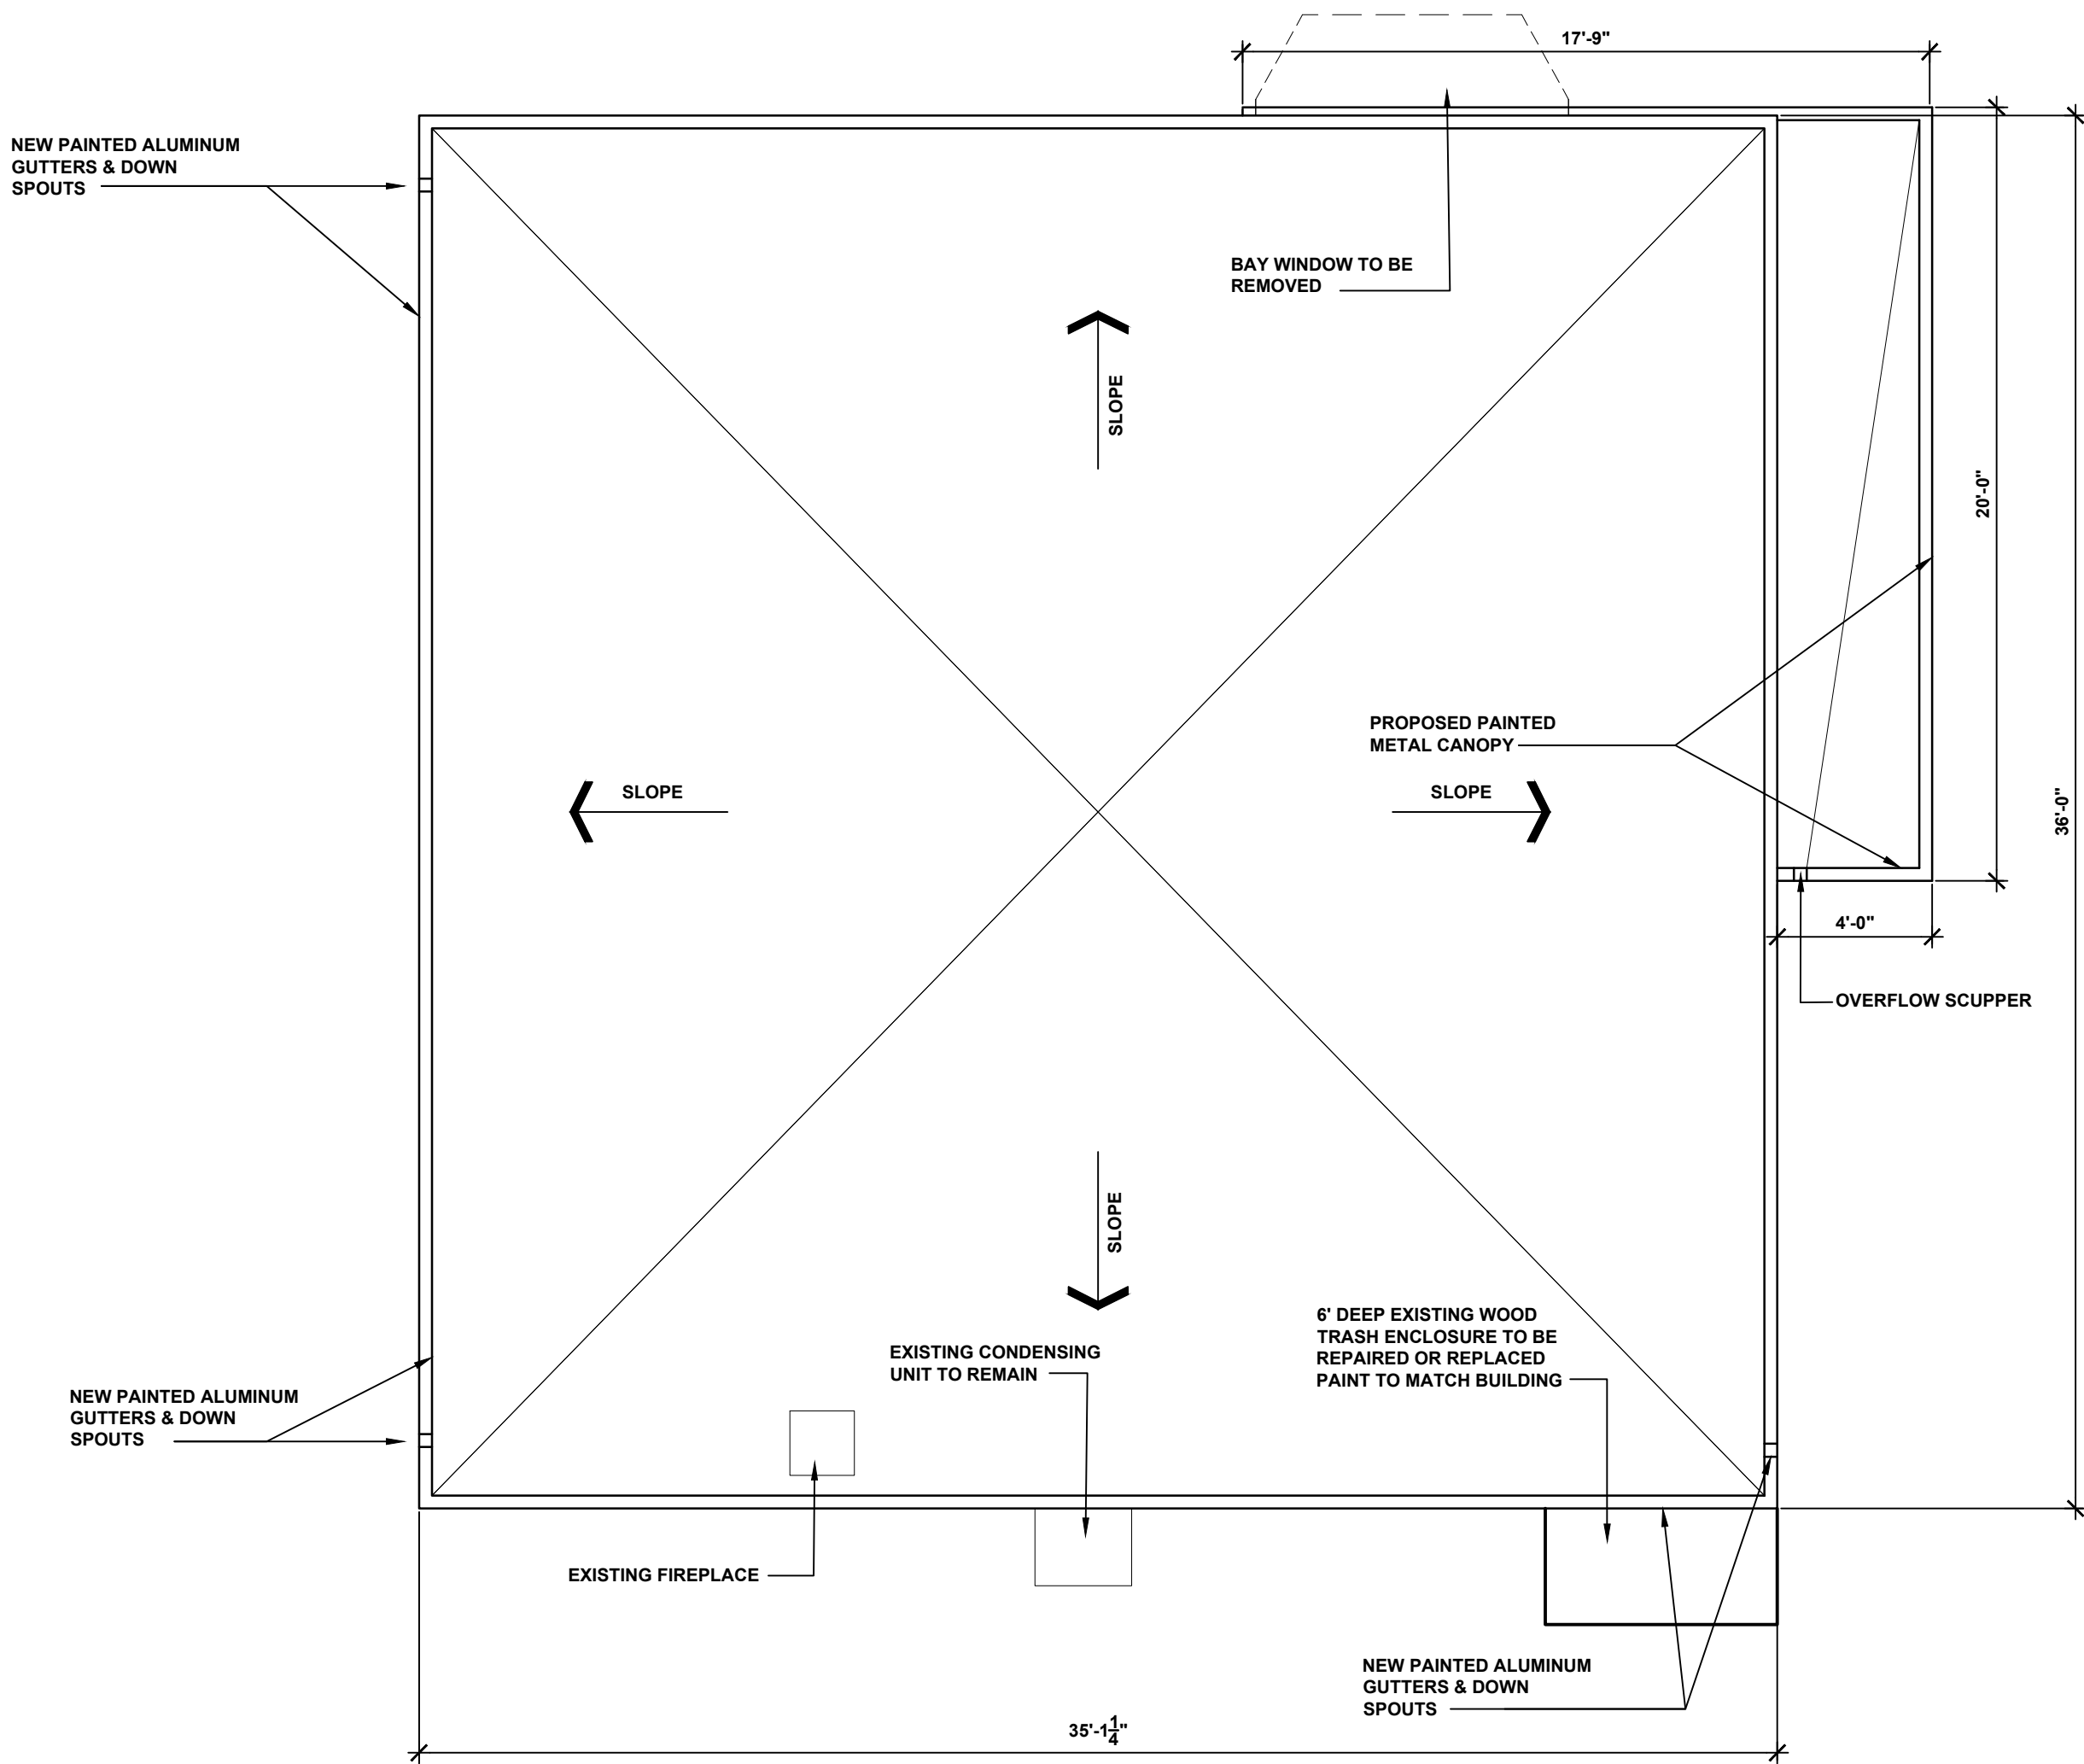 17'-9"
NEW PAINTED ALUMINUM
GUTTERS & DOWN
SPOUTS
BAY WINDOW TO BE
REMOVED
SLOPE
20'-0"
PROPOSED PAINTED
METAL CANOPY
SLOPE
SLOPE
36'-0"
4'-0"
OVERFLOW SCUPPER
SLOPE
6' DEEP EXISTING WOOD
TRASH ENCLOSURE TO BE
REPAIRED OR REPLACED
PAINT TO MATCH BUILDING
EXISTING CONDENSING
UNIT TO REMAIN
NEW PAINTED ALUMINUM
GUTTERS & DOWN
SPOUTS
EXISTING FIREPLACE
NEW PAINTED ALUMINUM
GUTTERS & DOWN
SPOUTS
35'-1 1/4"